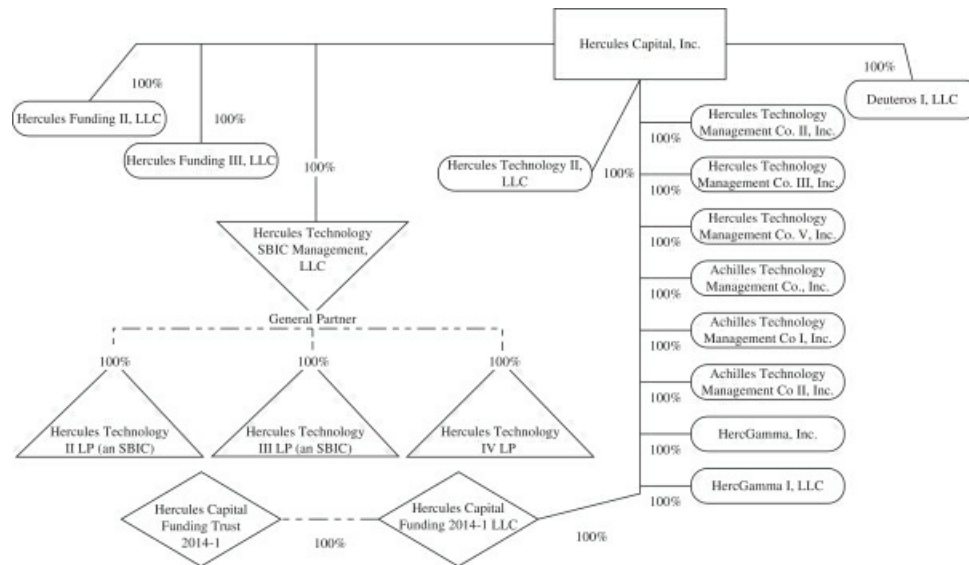 Hercules Capital, Inc.
100%
Hercules Funding II, LLC
100%
Hercules Funding III, LLC
100%
Hercules Technology
SBIC Management,
LLC
100%
Deuteros I, LLC
Hercules Technology II,
LLC
100%
100%
Hercules Technology
Management Co. II, Inc.
100%
Hercules Technology
Management Co. III, Inc.
100%
Hercules Technology
Management Co. V, Inc.
100%
Achilles Technology
Management Co., Inc.
100%
Achilles Technology
Management Co I, Inc.
100%
Achilles Technology
Management Co II, Inc.
100%
HercGamma, Inc.
100%
HercGamma I, LLC
General Partner
100%
100%
100%
Hercules Technology
II LP (an SBIC)
Hercules Technology
III LP (an SBIC)
Hercules Technology
IV LP
Hercules Capital
Funding Trust
2014-1
100%
Hercules Capital
Funding 2014-1 LLC
100%